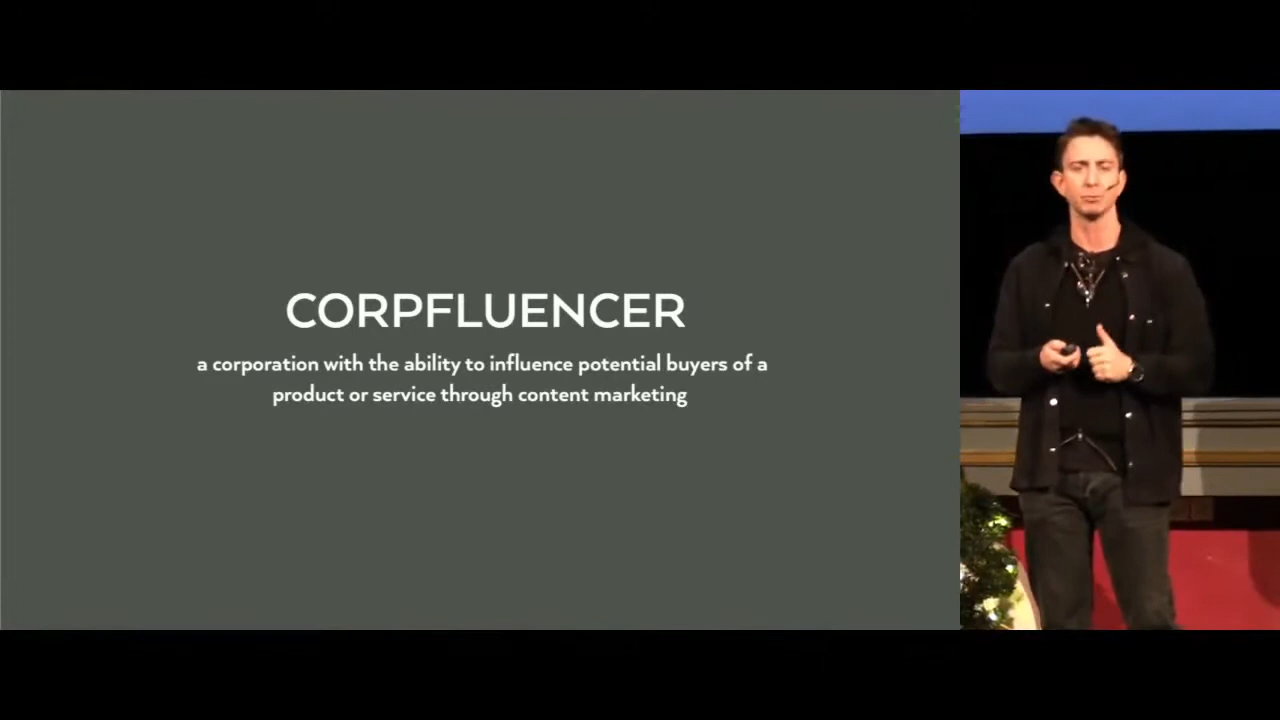 CORPFLUENCER
a corporation with the ability to influence potential buyers of a
product or service through content marketing